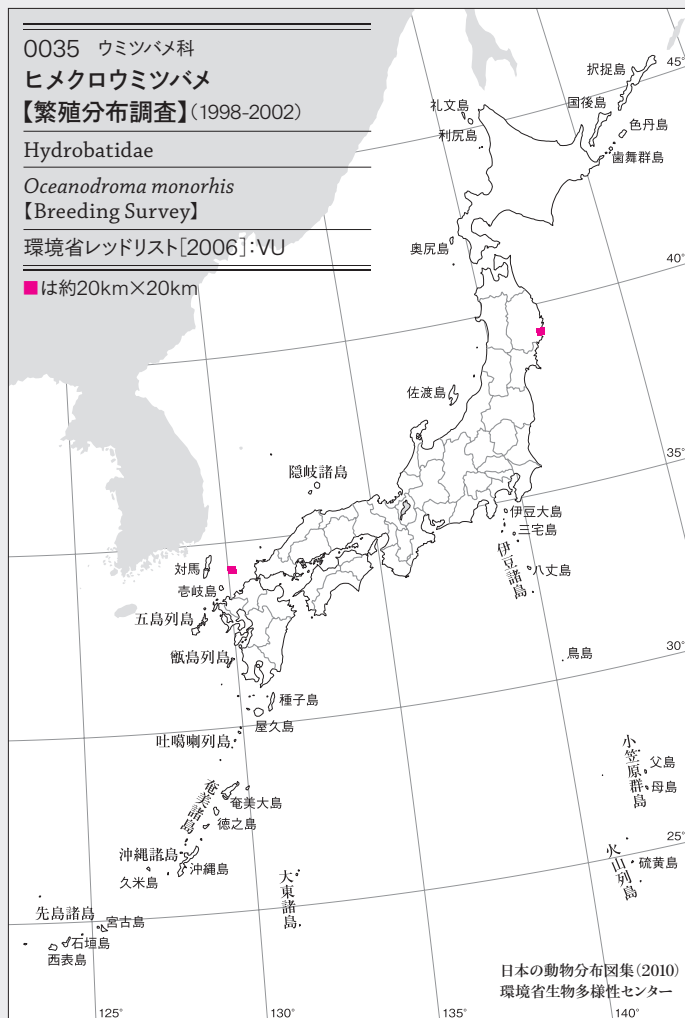 0035 ウミツバメ科
ヒメクロウミツバメ
【繁殖分布調査】(1998-2002)
Hydrobatidae
Oceanodroma monorhis
【Breeding Survey】
環境省レッドリスト[2006]:VU
■は約20km×20km
45°
択捉島
国後島
礼文島
色丹島
利尻島
歯舞群島
奥尻島
40°
佐渡島
35°
隠岐諸島
伊豆大島
三宅島
伊豆諸島
八丈島
対馬
壱岐島
五島列島
甑島列島
鳥島
30°
種子島
屋久島
吐噶喇列島
小笠原群島
父島
母島
奄美諸島
奄美大島
徳之島
25°
沖縄諸島
沖縄島
久米島
火山列島
硫黄島
大東諸島
先島諸島
宮古島
石垣島
西表島
日本の動物分布図集(2010)
環境省生物多様性センター
125°
130°
135°
140°